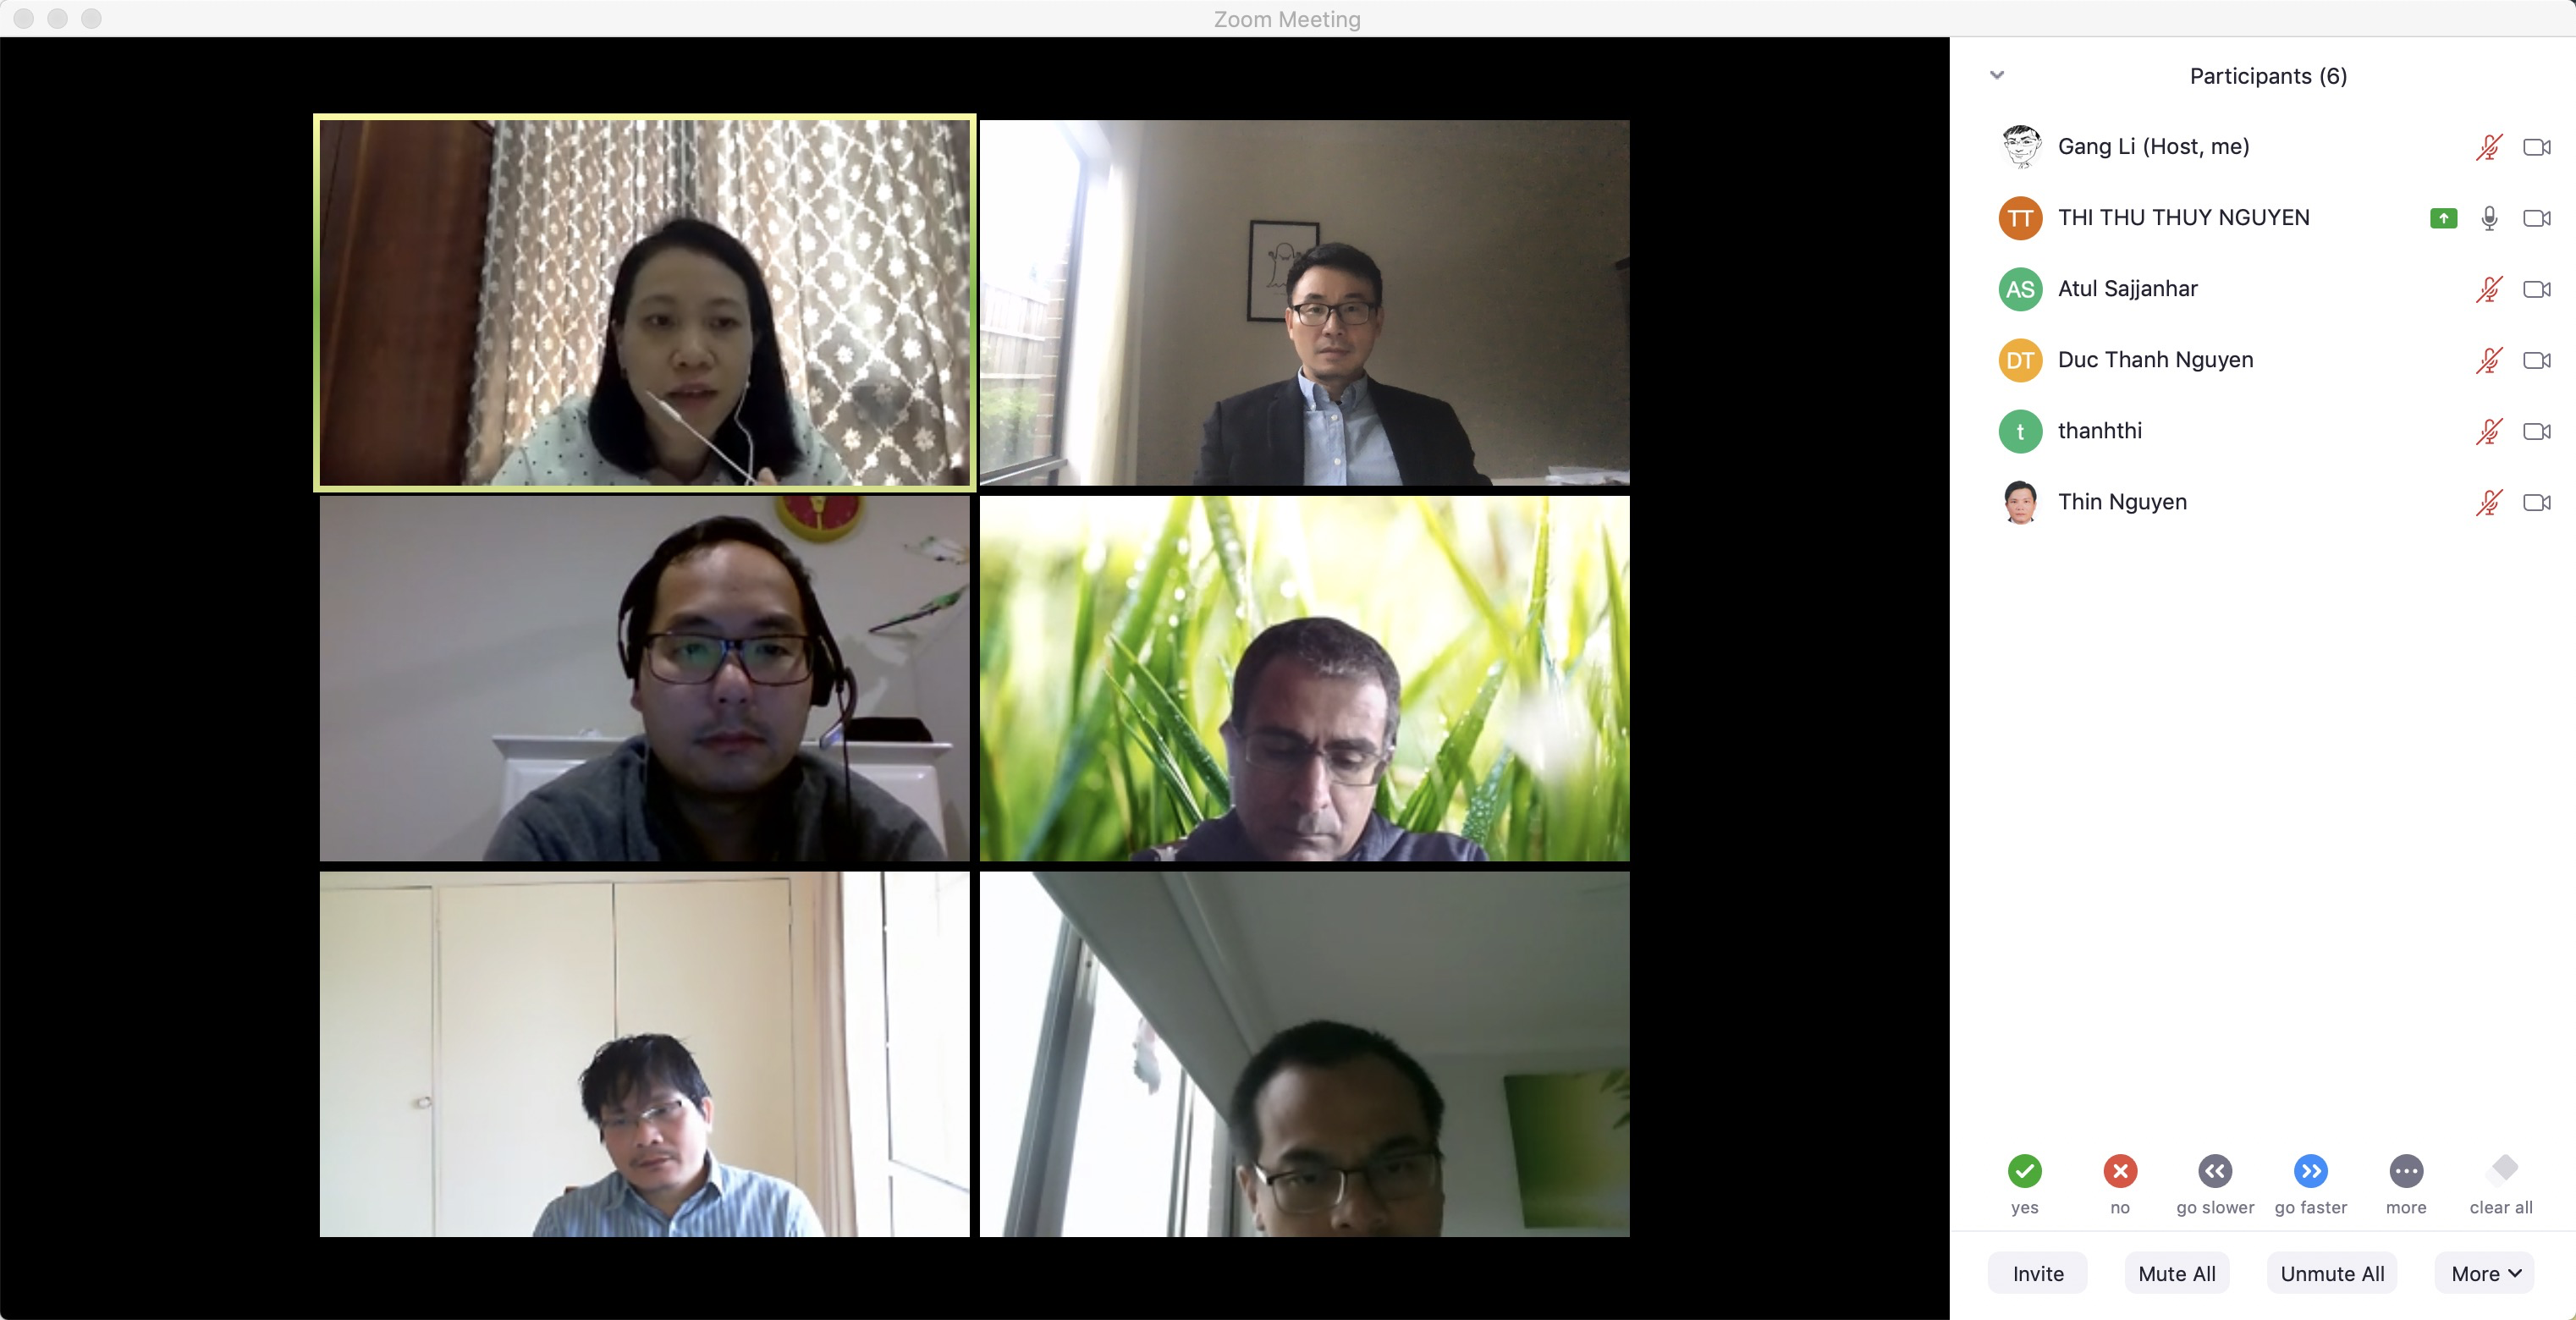 Zoom Meeting
Participants (6)
Gang Li (Host, me)
TT THI THU THUY NGUYEN
AS Atul Sajjanhar
DT Duc Thanh Nguyen
t thanhthi
Thin Nguyen
yes no go slower go faster more clear all
Invite Mute All Unmute All More